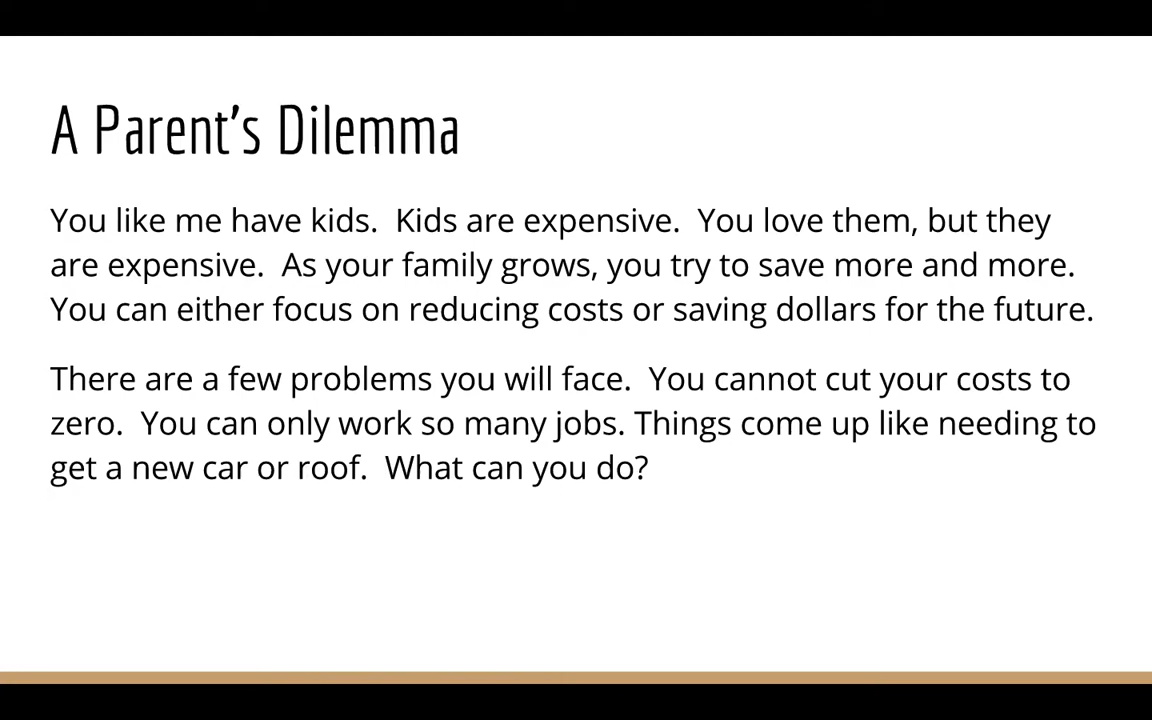 A Parent's Dilemma
You like me have kids.  Kids are expensive.  You love them, but they
are expensive.  As your family grows, you try to save more and more.
You can either focus on reducing costs or saving dollars for the future.
There are a few problems you will face.  You cannot cut your costs to
zero.  You can only work so many jobs. Things come up like needing to
get a new car or roof.  What can you do?